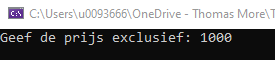 C:\Users\u0093666\OneDrive - Thomas More\T
Geef de prijs exclusief: 1000